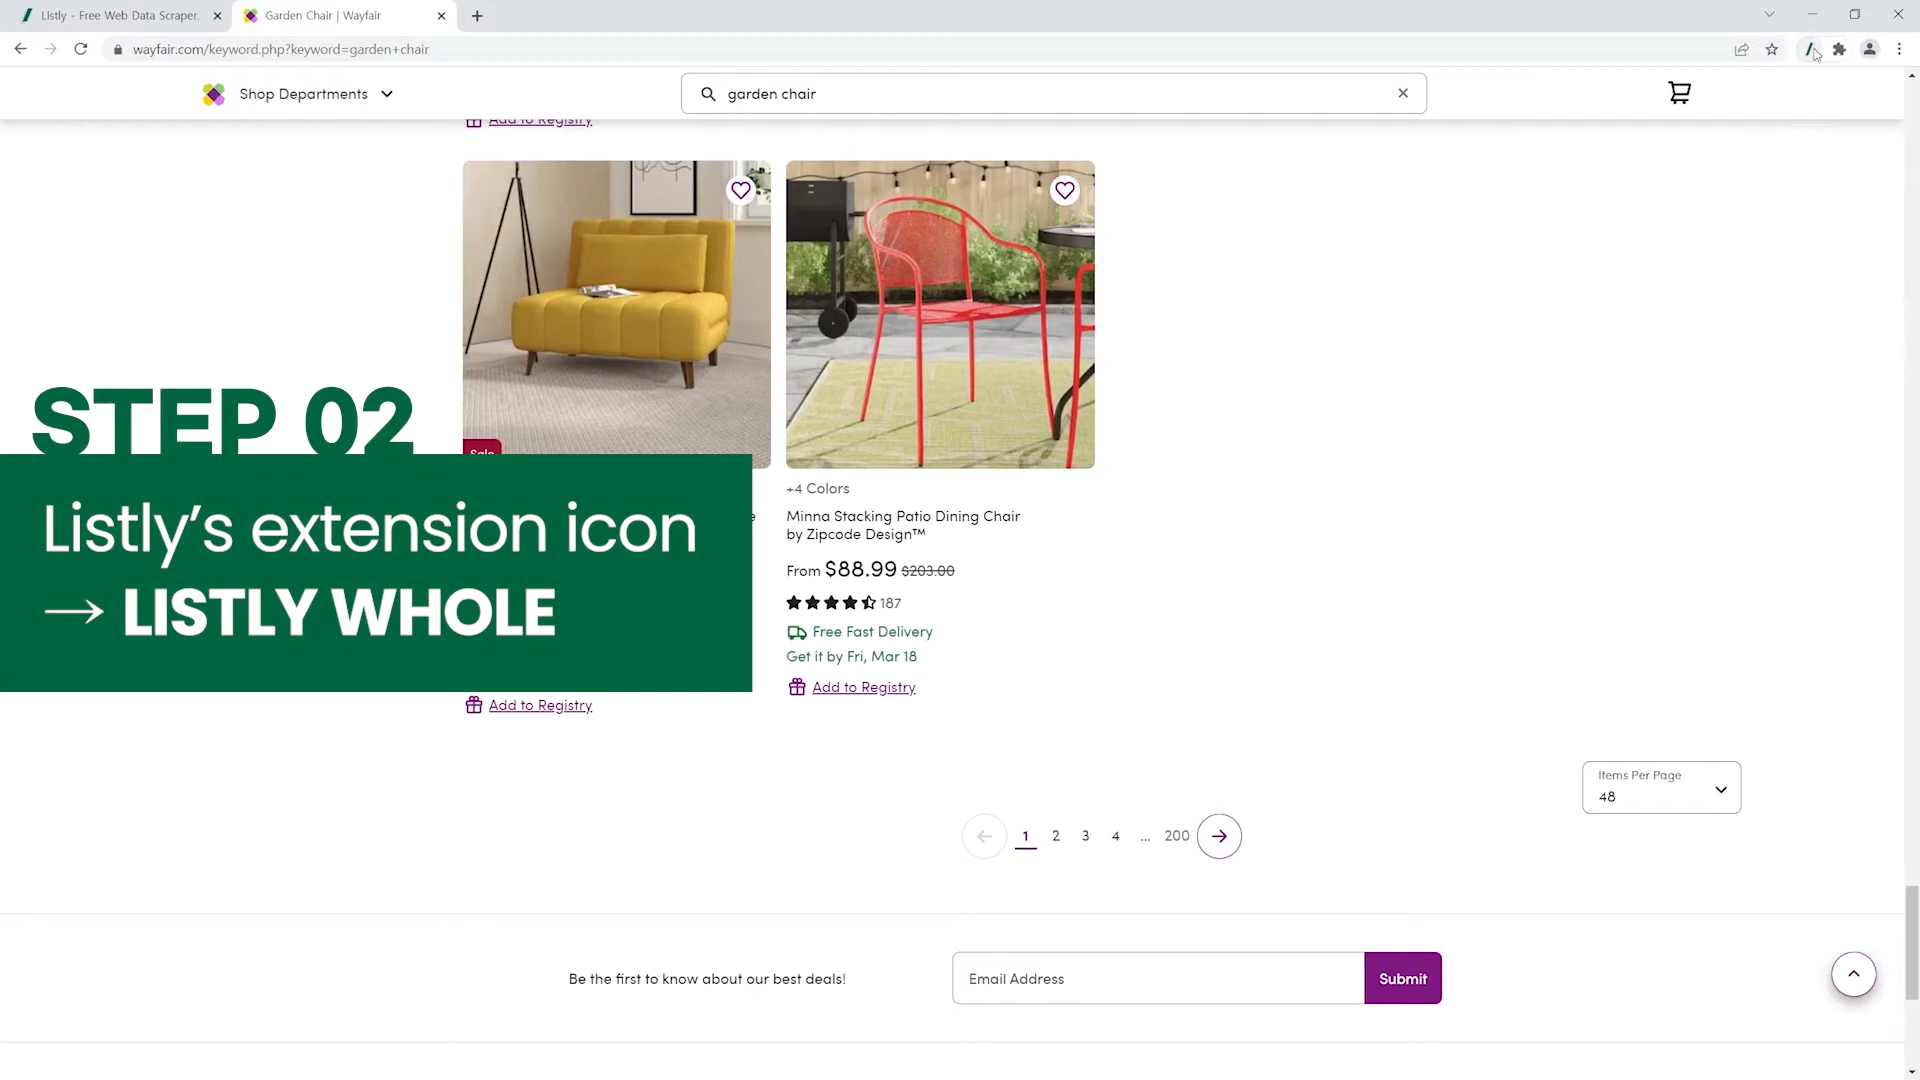 Listly - Free Web Data Scraper,
Garden Chair | Wayfair
wayfair.com/keyword.php?keyword=garden+chair
Shop Departments
garden chair
Add to Registry
STEP 02
Listly's extension icon
→ LISTLY WHOLE
Sale
Add to Registry
+4 Colors
Minna Stacking Patio Dining Chair
by Zipcode Design™
From $88.99 $203.00
187
Free Fast Delivery
Get it by Fri, Mar 18
Add to Registry
Items Per Page
48
1 2 3 4 ... 200
Be the first to know about our best deals!
Email Address
Submit